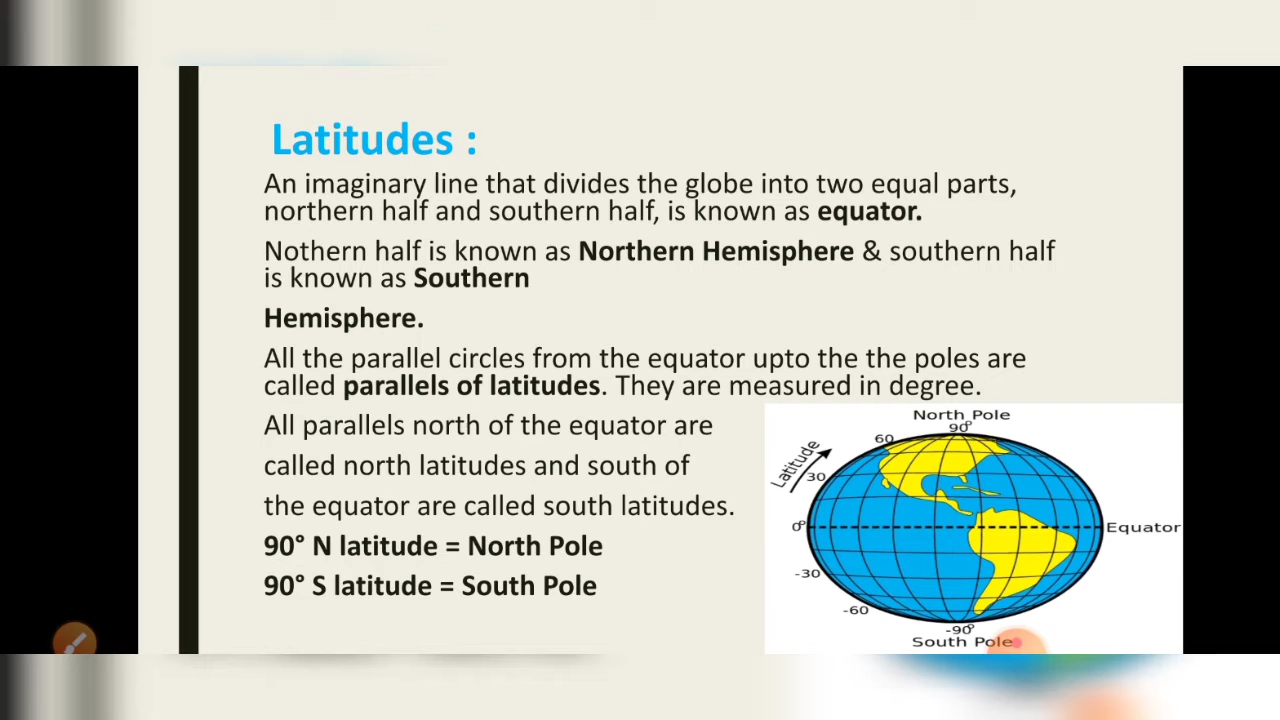 Latitudes :
An imaginary line that divides the globe into two equal parts,
northern half and southern half, is known as equator.
Nothern half is known as Northern Hemisphere & southern half
is known as Southern
Hemisphere.
All the parallel circles from the equator upto the the poles are
called parallels of latitudes. They are measured in degree.
All parallels north of the equator are
called north latitudes and south of
the equator are called south latitudes.
90° N latitude = North Pole
90° S latitude = South Pole
North Pole
90°
60
Latitude
30
0°
Equator
-30
-60
-90°
South Pole